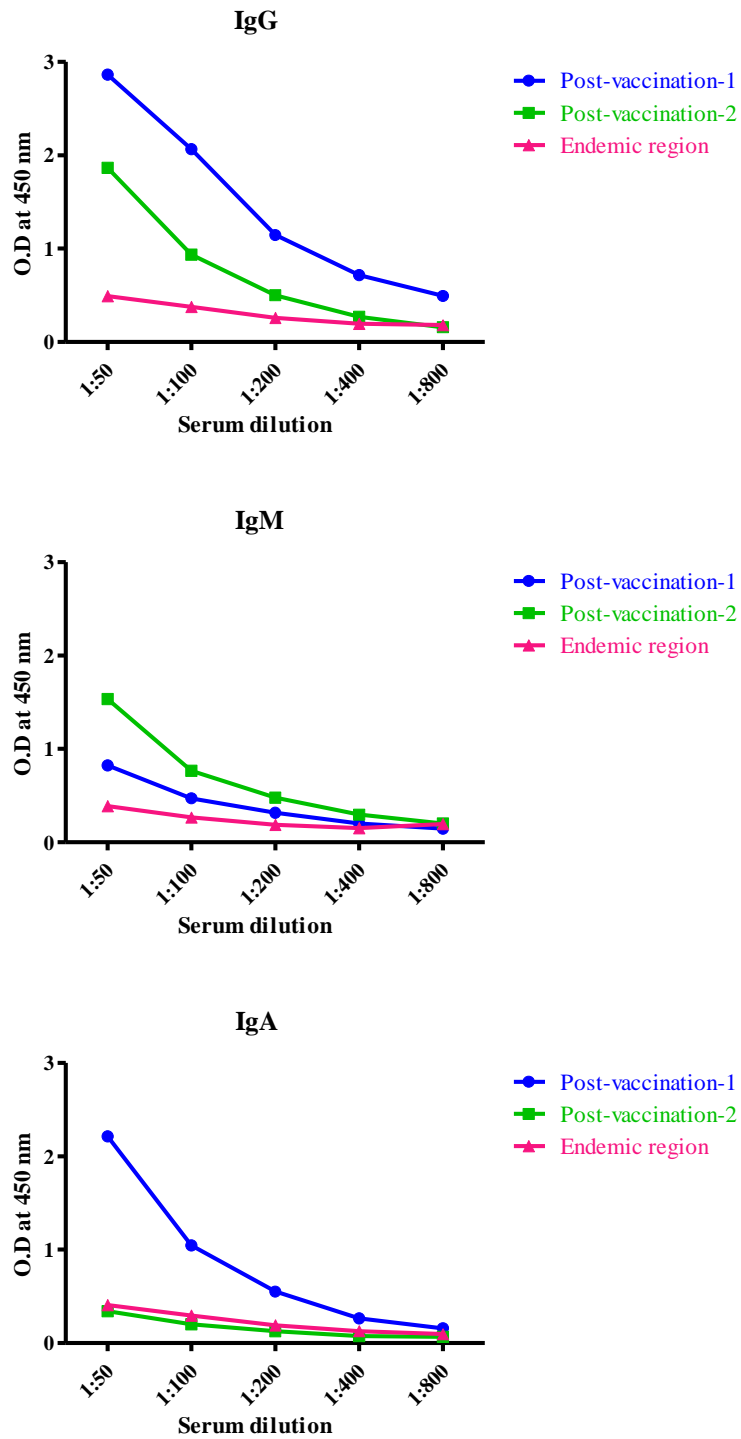 IgG
O.D at 450 nm
3
2
1
0
1:50
1:100
1:200
1:400
1:800
Serum dilution
Post-vaccination-1
Post-vaccination-2
Endemic region
IgM
O.D at 450 nm
3
2
1
0
1:50
1:100
1:200
1:400
1:800
Serum dilution
Post-vaccination-1
Post-vaccination-2
Endemic region
IgA
O.D at 450 nm
3
2
1
0
1:50
1:100
1:200
1:400
1:800
Serum dilution
Post-vaccination-1
Post-vaccination-2
Endemic region